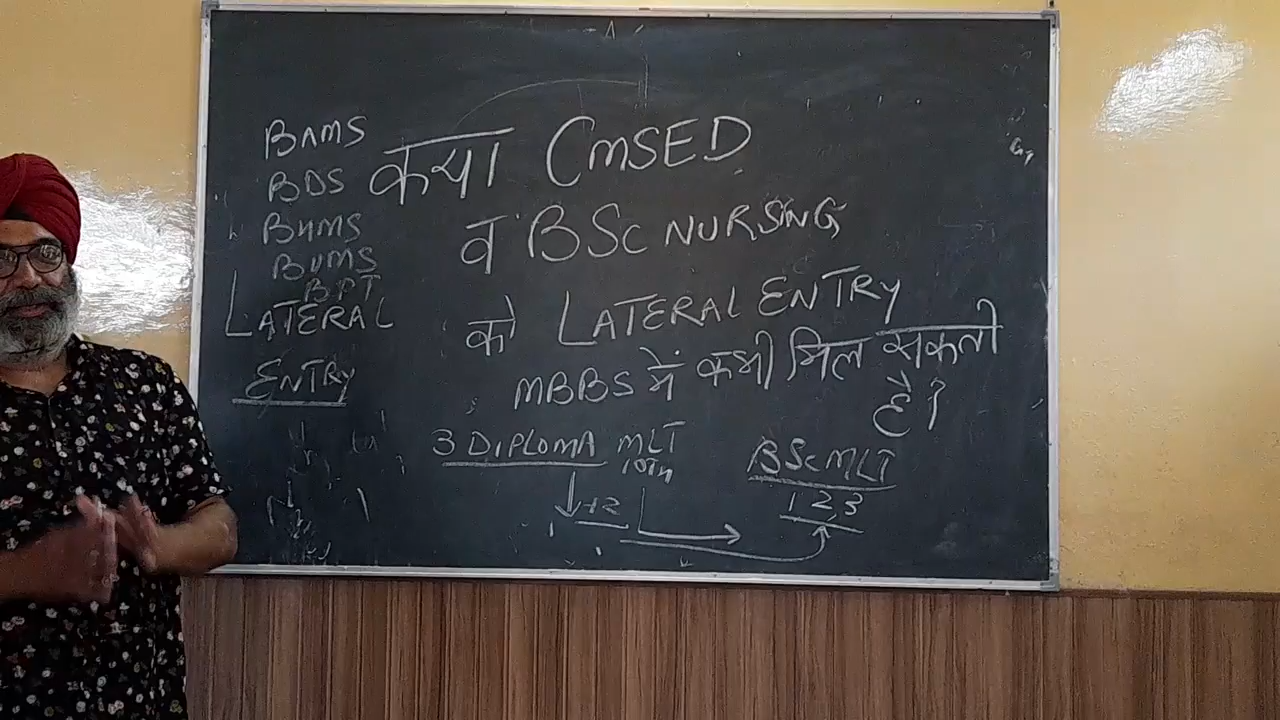 BAMS
BDS
BHMS
BUMS
BPT
LATERAL
ENTRY
क्या CMSED
व BSc NURSING
को LATERAL ENTRY
MBBS में कभी मिल सकती
है?
3 DIPLOMA MLT
10TH
+2
BSc MLT
1 2,3